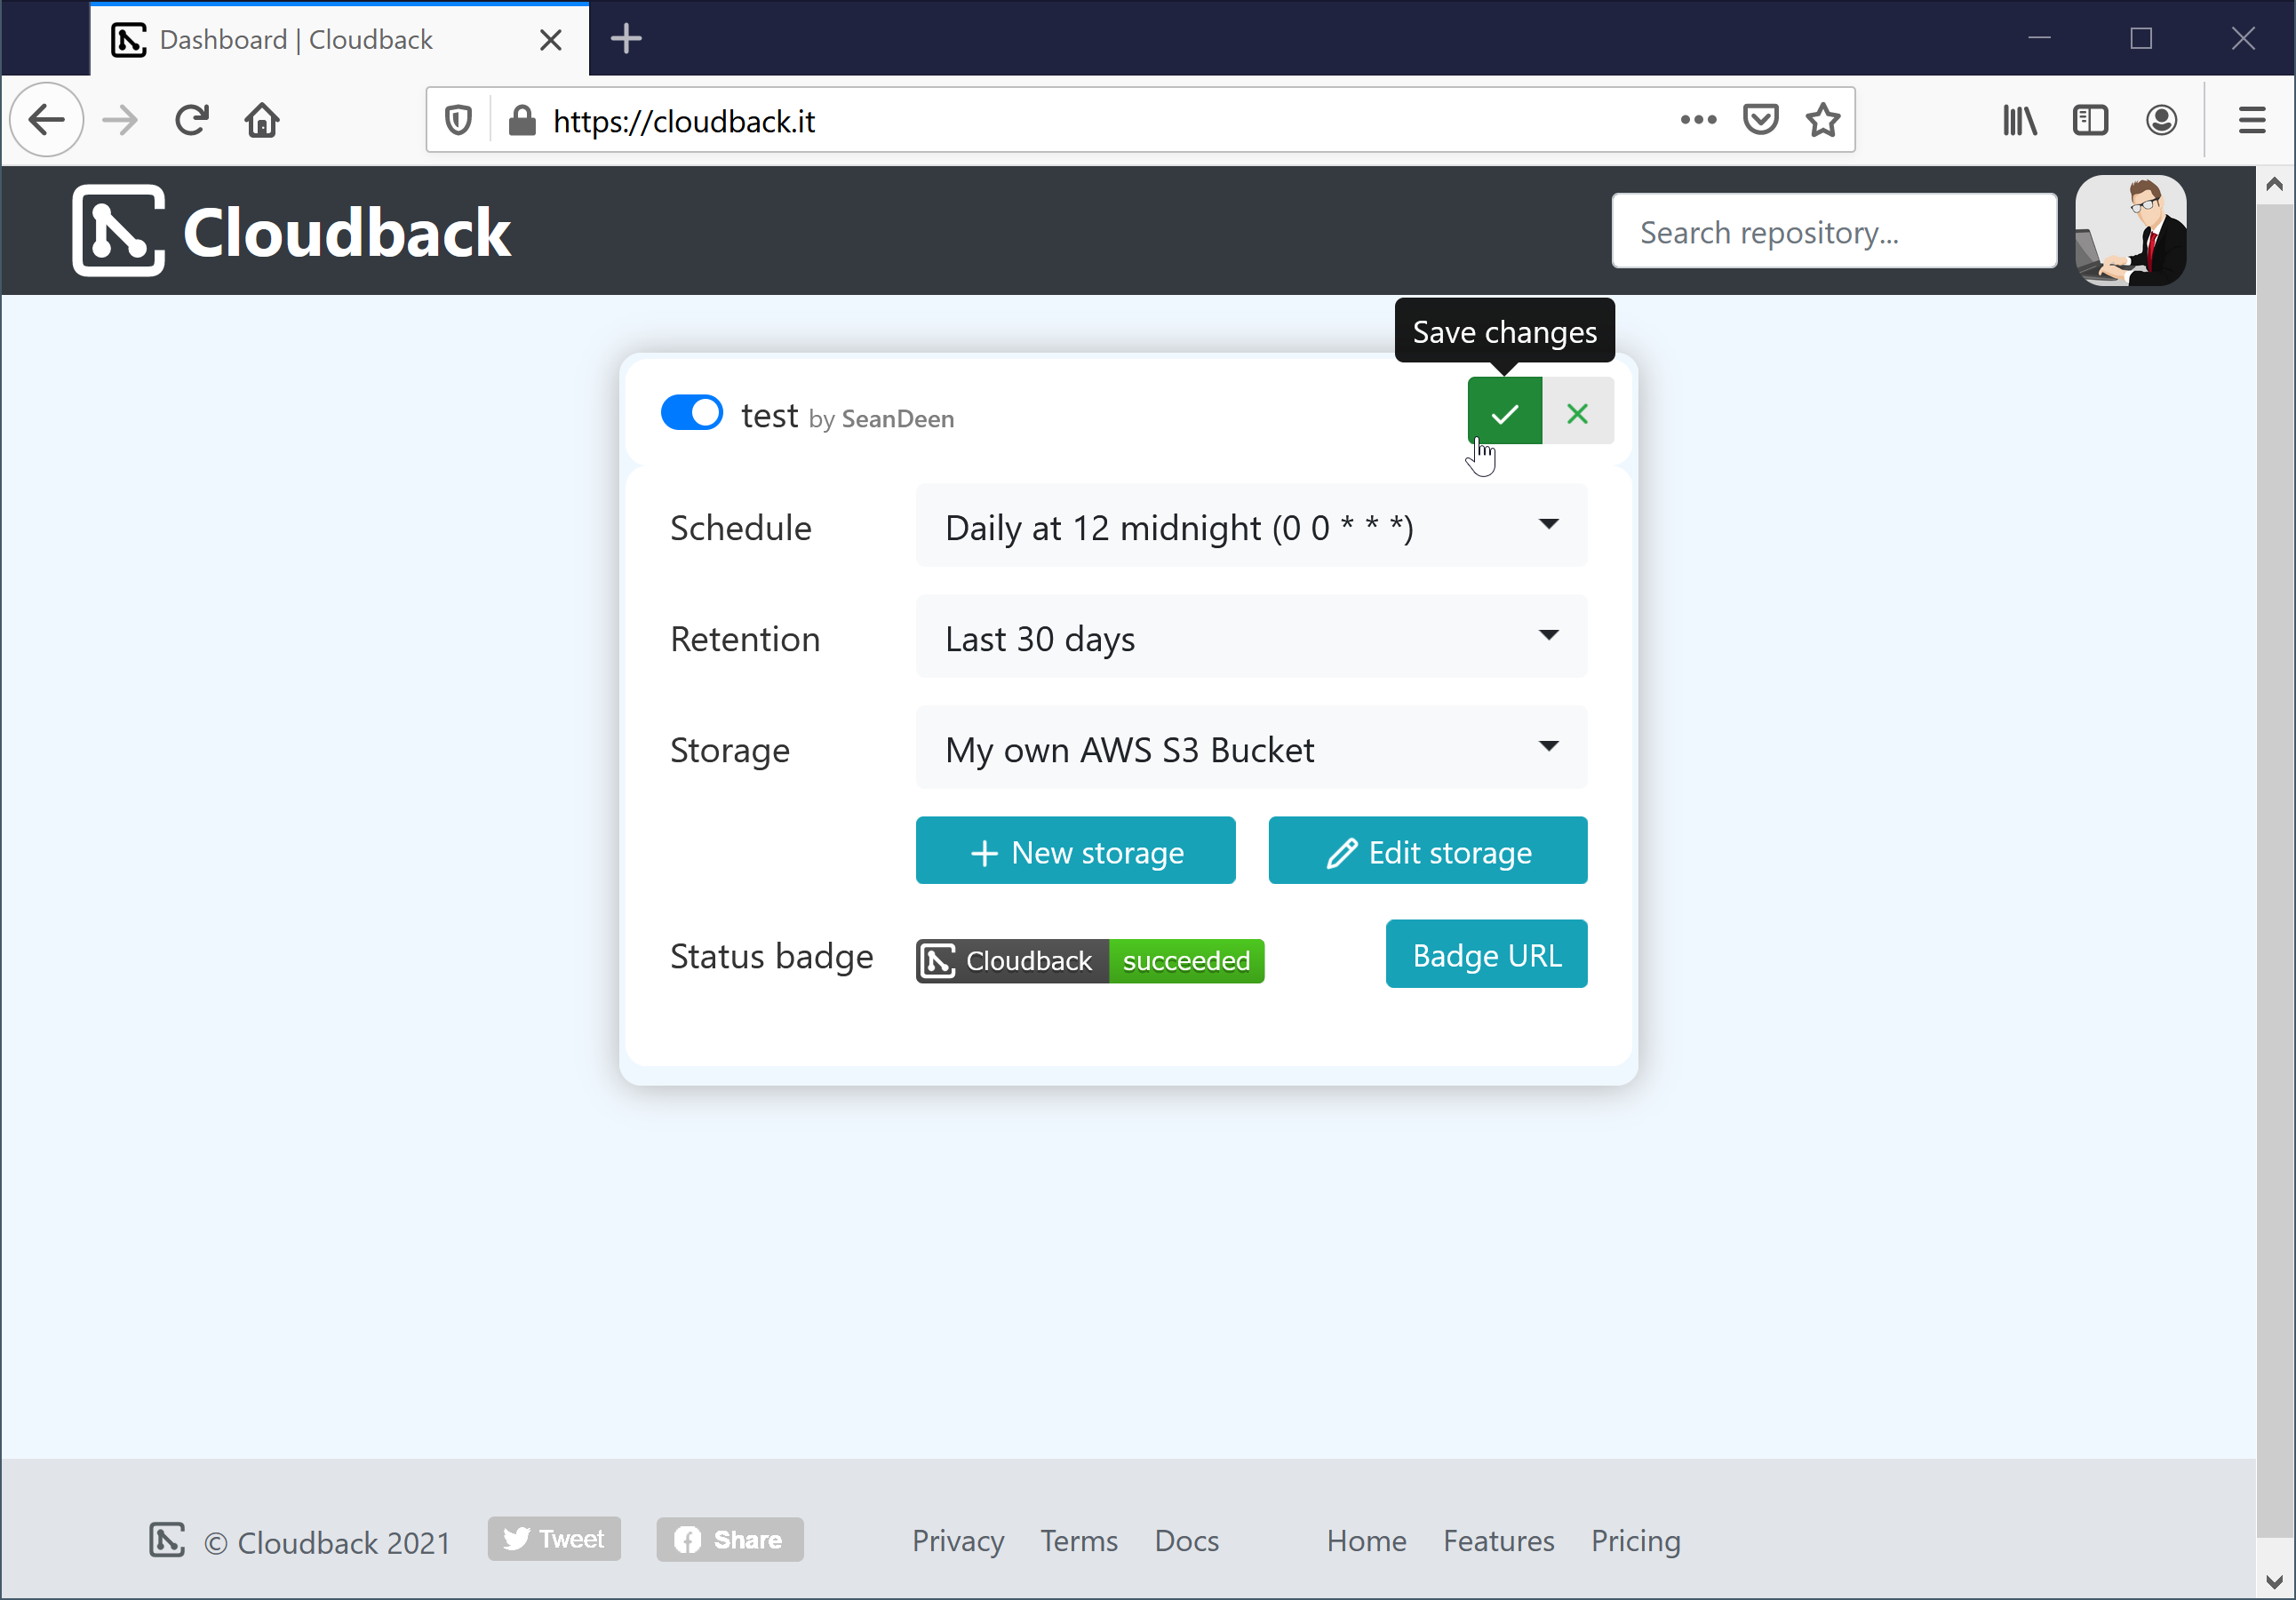 Dashboard | Cloudback
https://cloudback.it
Cloudback
Search repository...
Save changes
test by SeanDeen
Schedule
Daily at 12 midnight (0 0 * * *)
Retention
Last 30 days
Storage
My own AWS S3 Bucket
New storage
Edit storage
Status badge
Cloudback succeeded
Badge URL
© Cloudback 2021
Tweet
Share
Privacy
Terms
Docs
Home
Features
Pricing